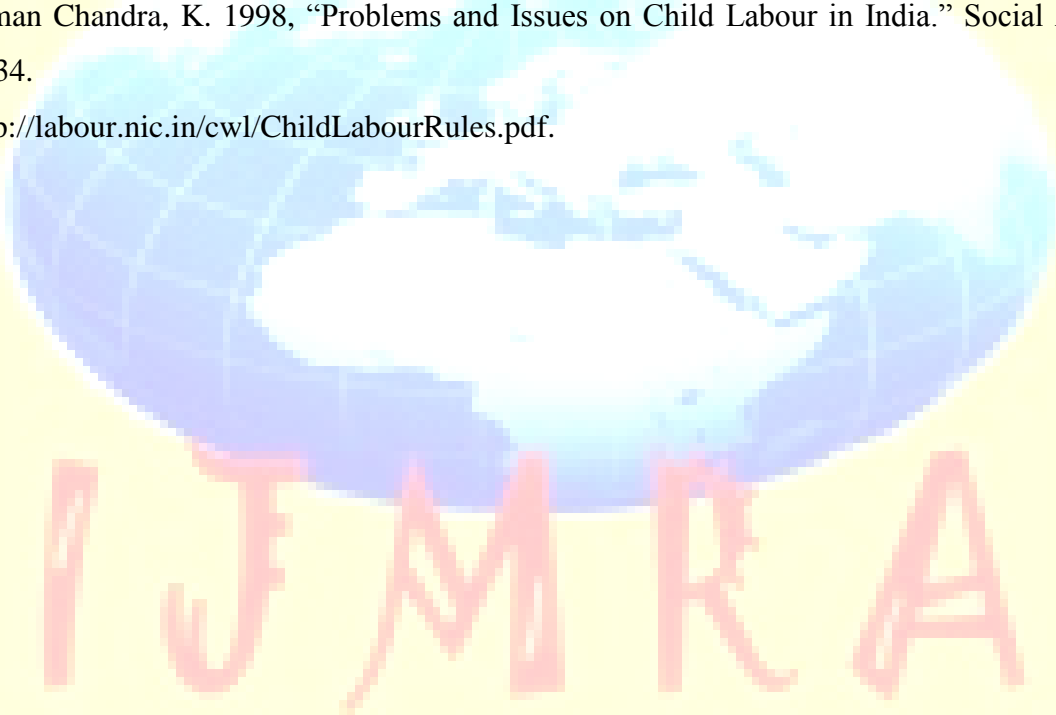 man Chandra, K. 1998, “Problems and Issues on Child Labour in India.” Social
34.
p://labour.nic.in/cwl/ChildLabourRules.pdf.
IJMRA